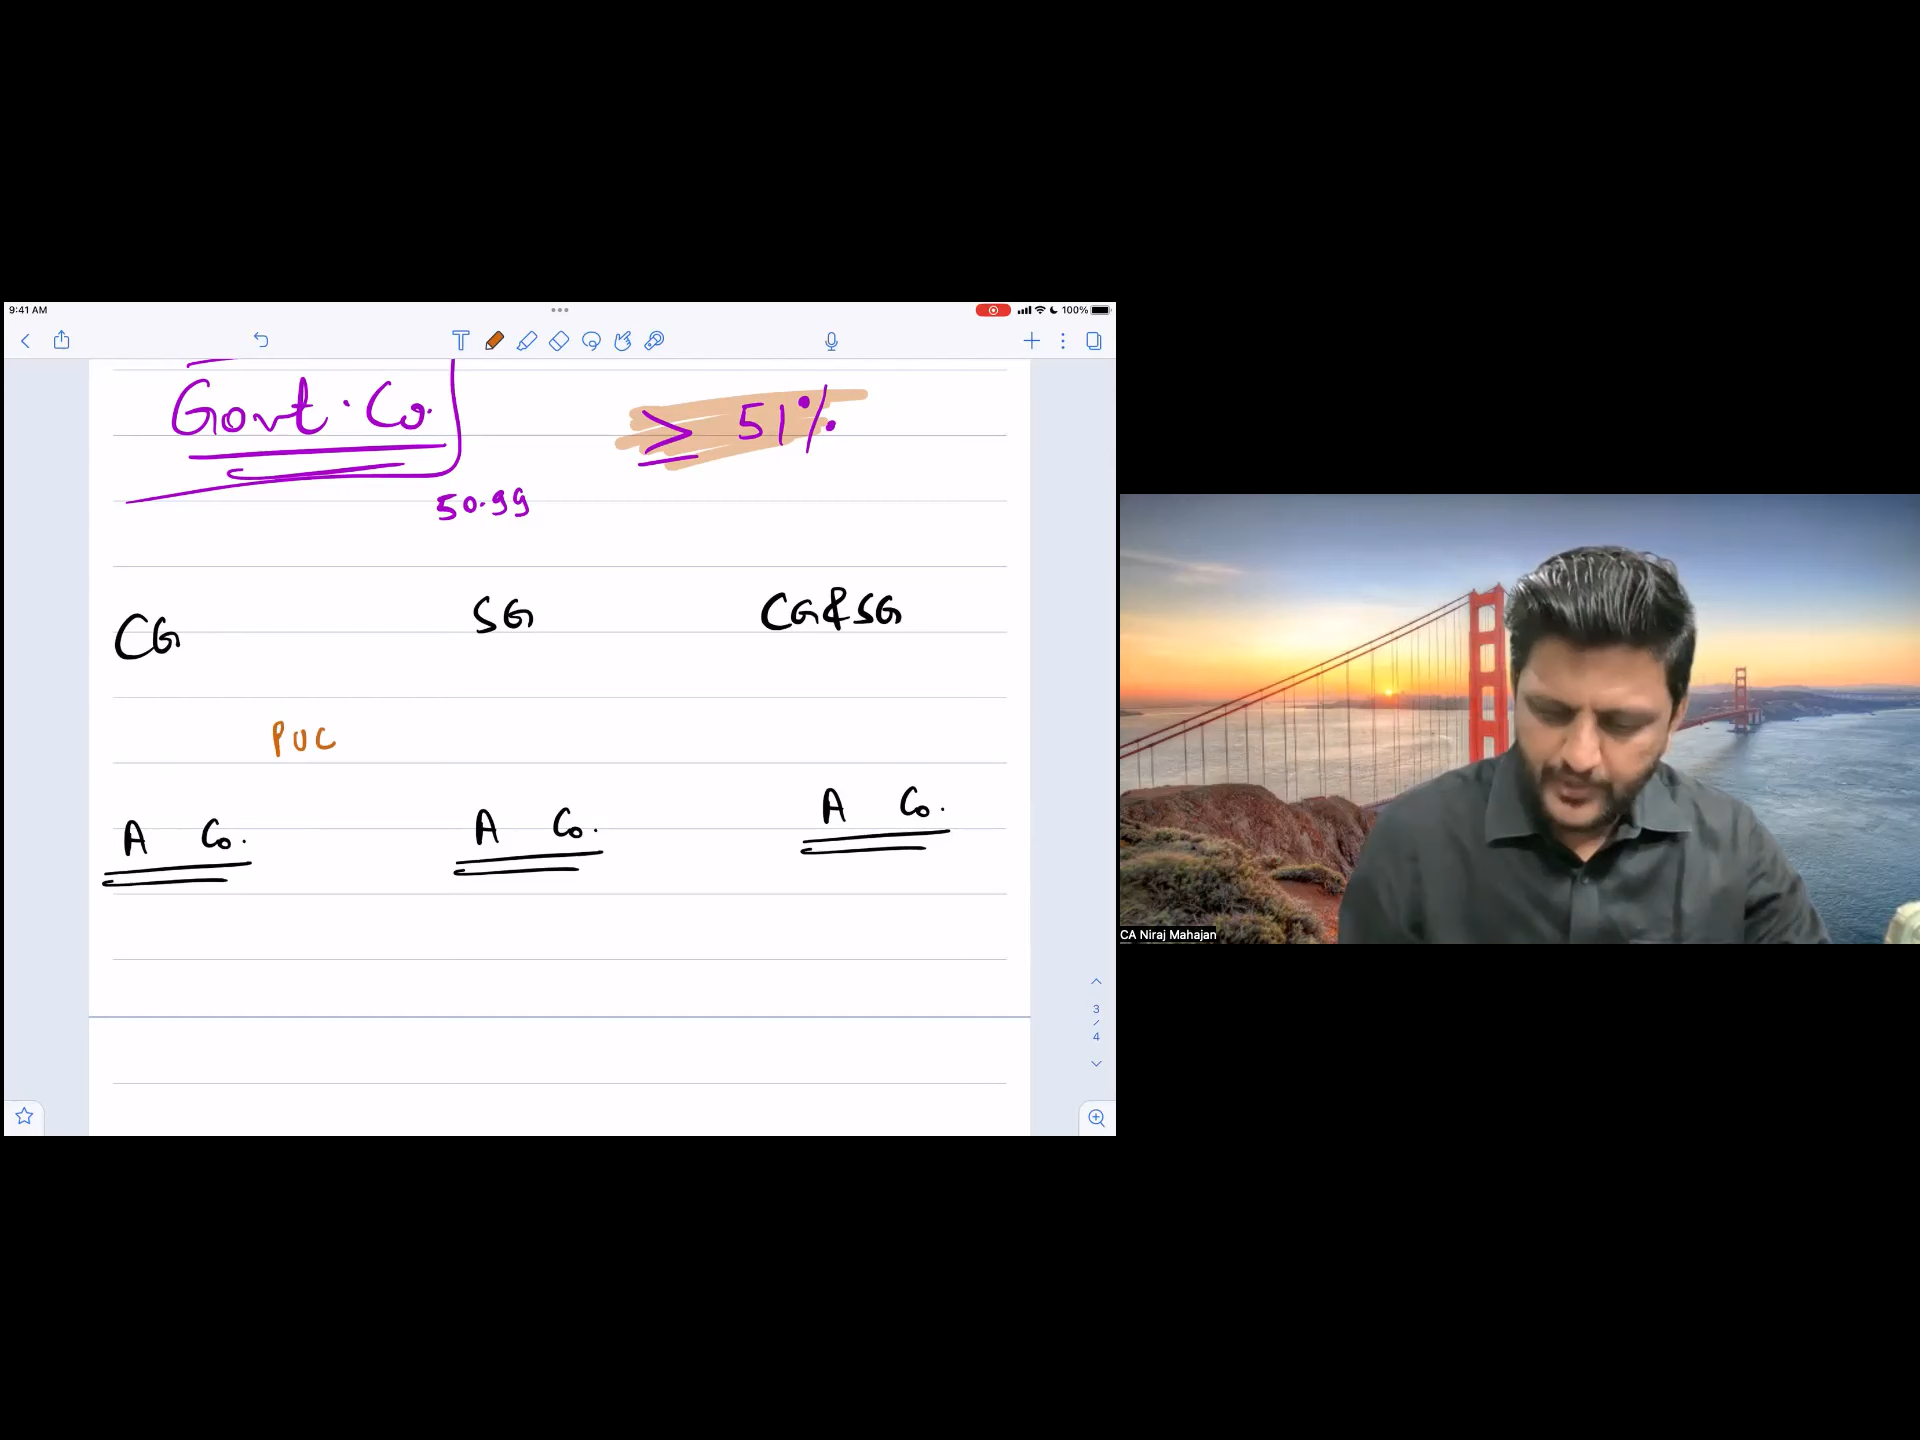 9:41 AM
100%
Govt. Co.
≥ 51%
50.99
CG SG CG & SG
PUC
A Co. A Co. A Co.
CA Niraj Mahajan
3
/
4